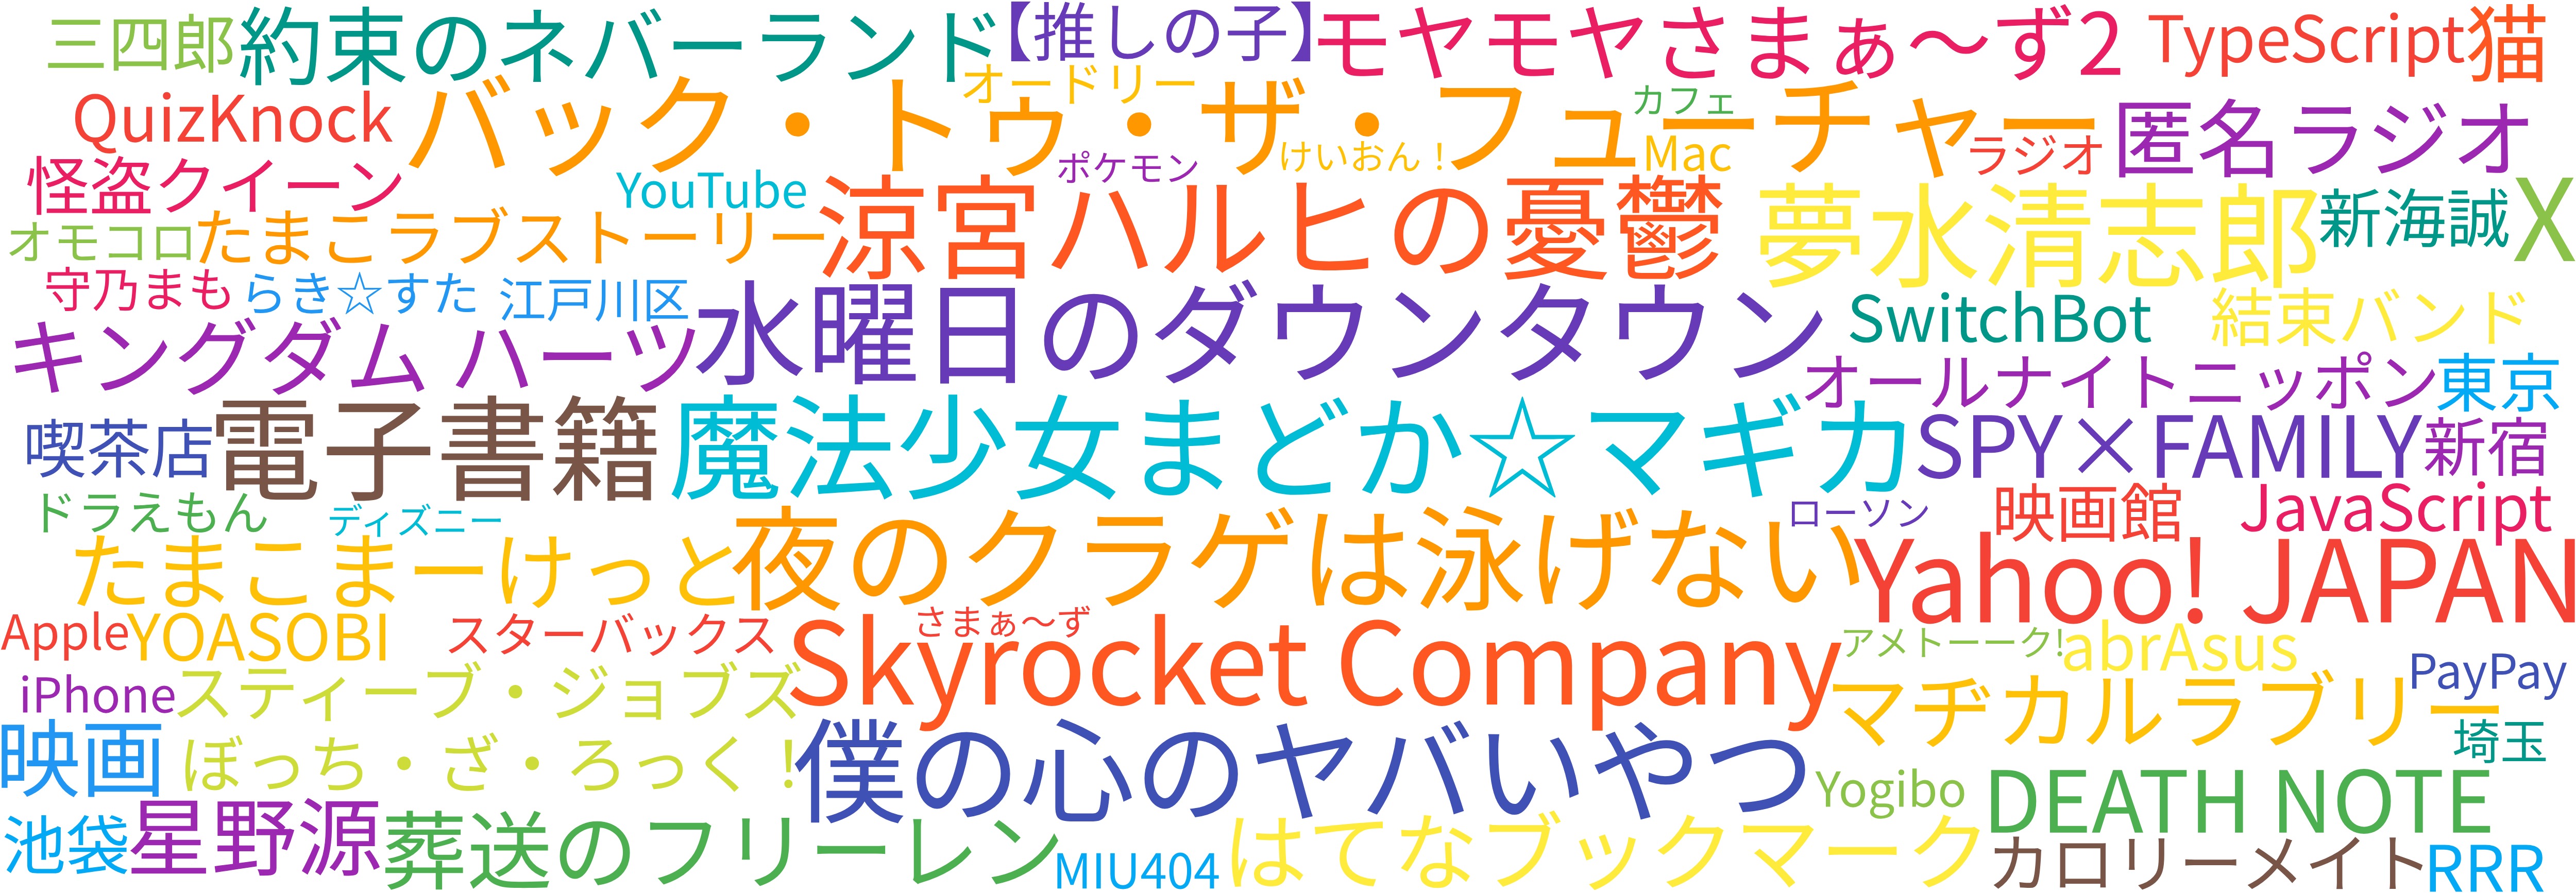 三四郎
約束のネバーランド
【推しの子】
モヤモヤさまぁ〜ず2
TypeScript
猫
QuizKnock
バック・トゥ・ザ・フューチャー
オードリー
カフェ
匿名ラジオ
怪盗クイーン
YouTube
ポケモン
けいおん！
Mac
ラジオ
オモコロ
たまこラブストーリー
涼宮ハルヒの憂鬱
夢水清志郎
新海誠
X
守乃まも
らき☆すた
江戸川区
水曜日のダウンタウン
SwitchBot
結束バンド
キングダム ハーツ
オールナイトニッポン
東京
喫茶店
電子書籍
魔法少女まどか☆マギカ
SPY×FAMILY
新宿
ドラえもん
ディズニー
ローソン
映画館
JavaScript
たまこまーけっと
夜のクラゲは泳げない
Yahoo! JAPAN
Apple
YOASOBI
スターバックス
さまぁ〜ず
Skyrocket Company
アメトーーク!
abrAsus
iPhone
スティーブ・ジョブズ
マヂカルラブリー
PayPay
映画
ぼっち・ざ・ろっく！
僕の心のヤバいやつ
埼玉
Yogibo
DEATH NOTE
池袋
星野源
葬送のフリーレン
MIU404
はてなブックマーク
カロリーメイト
RRR